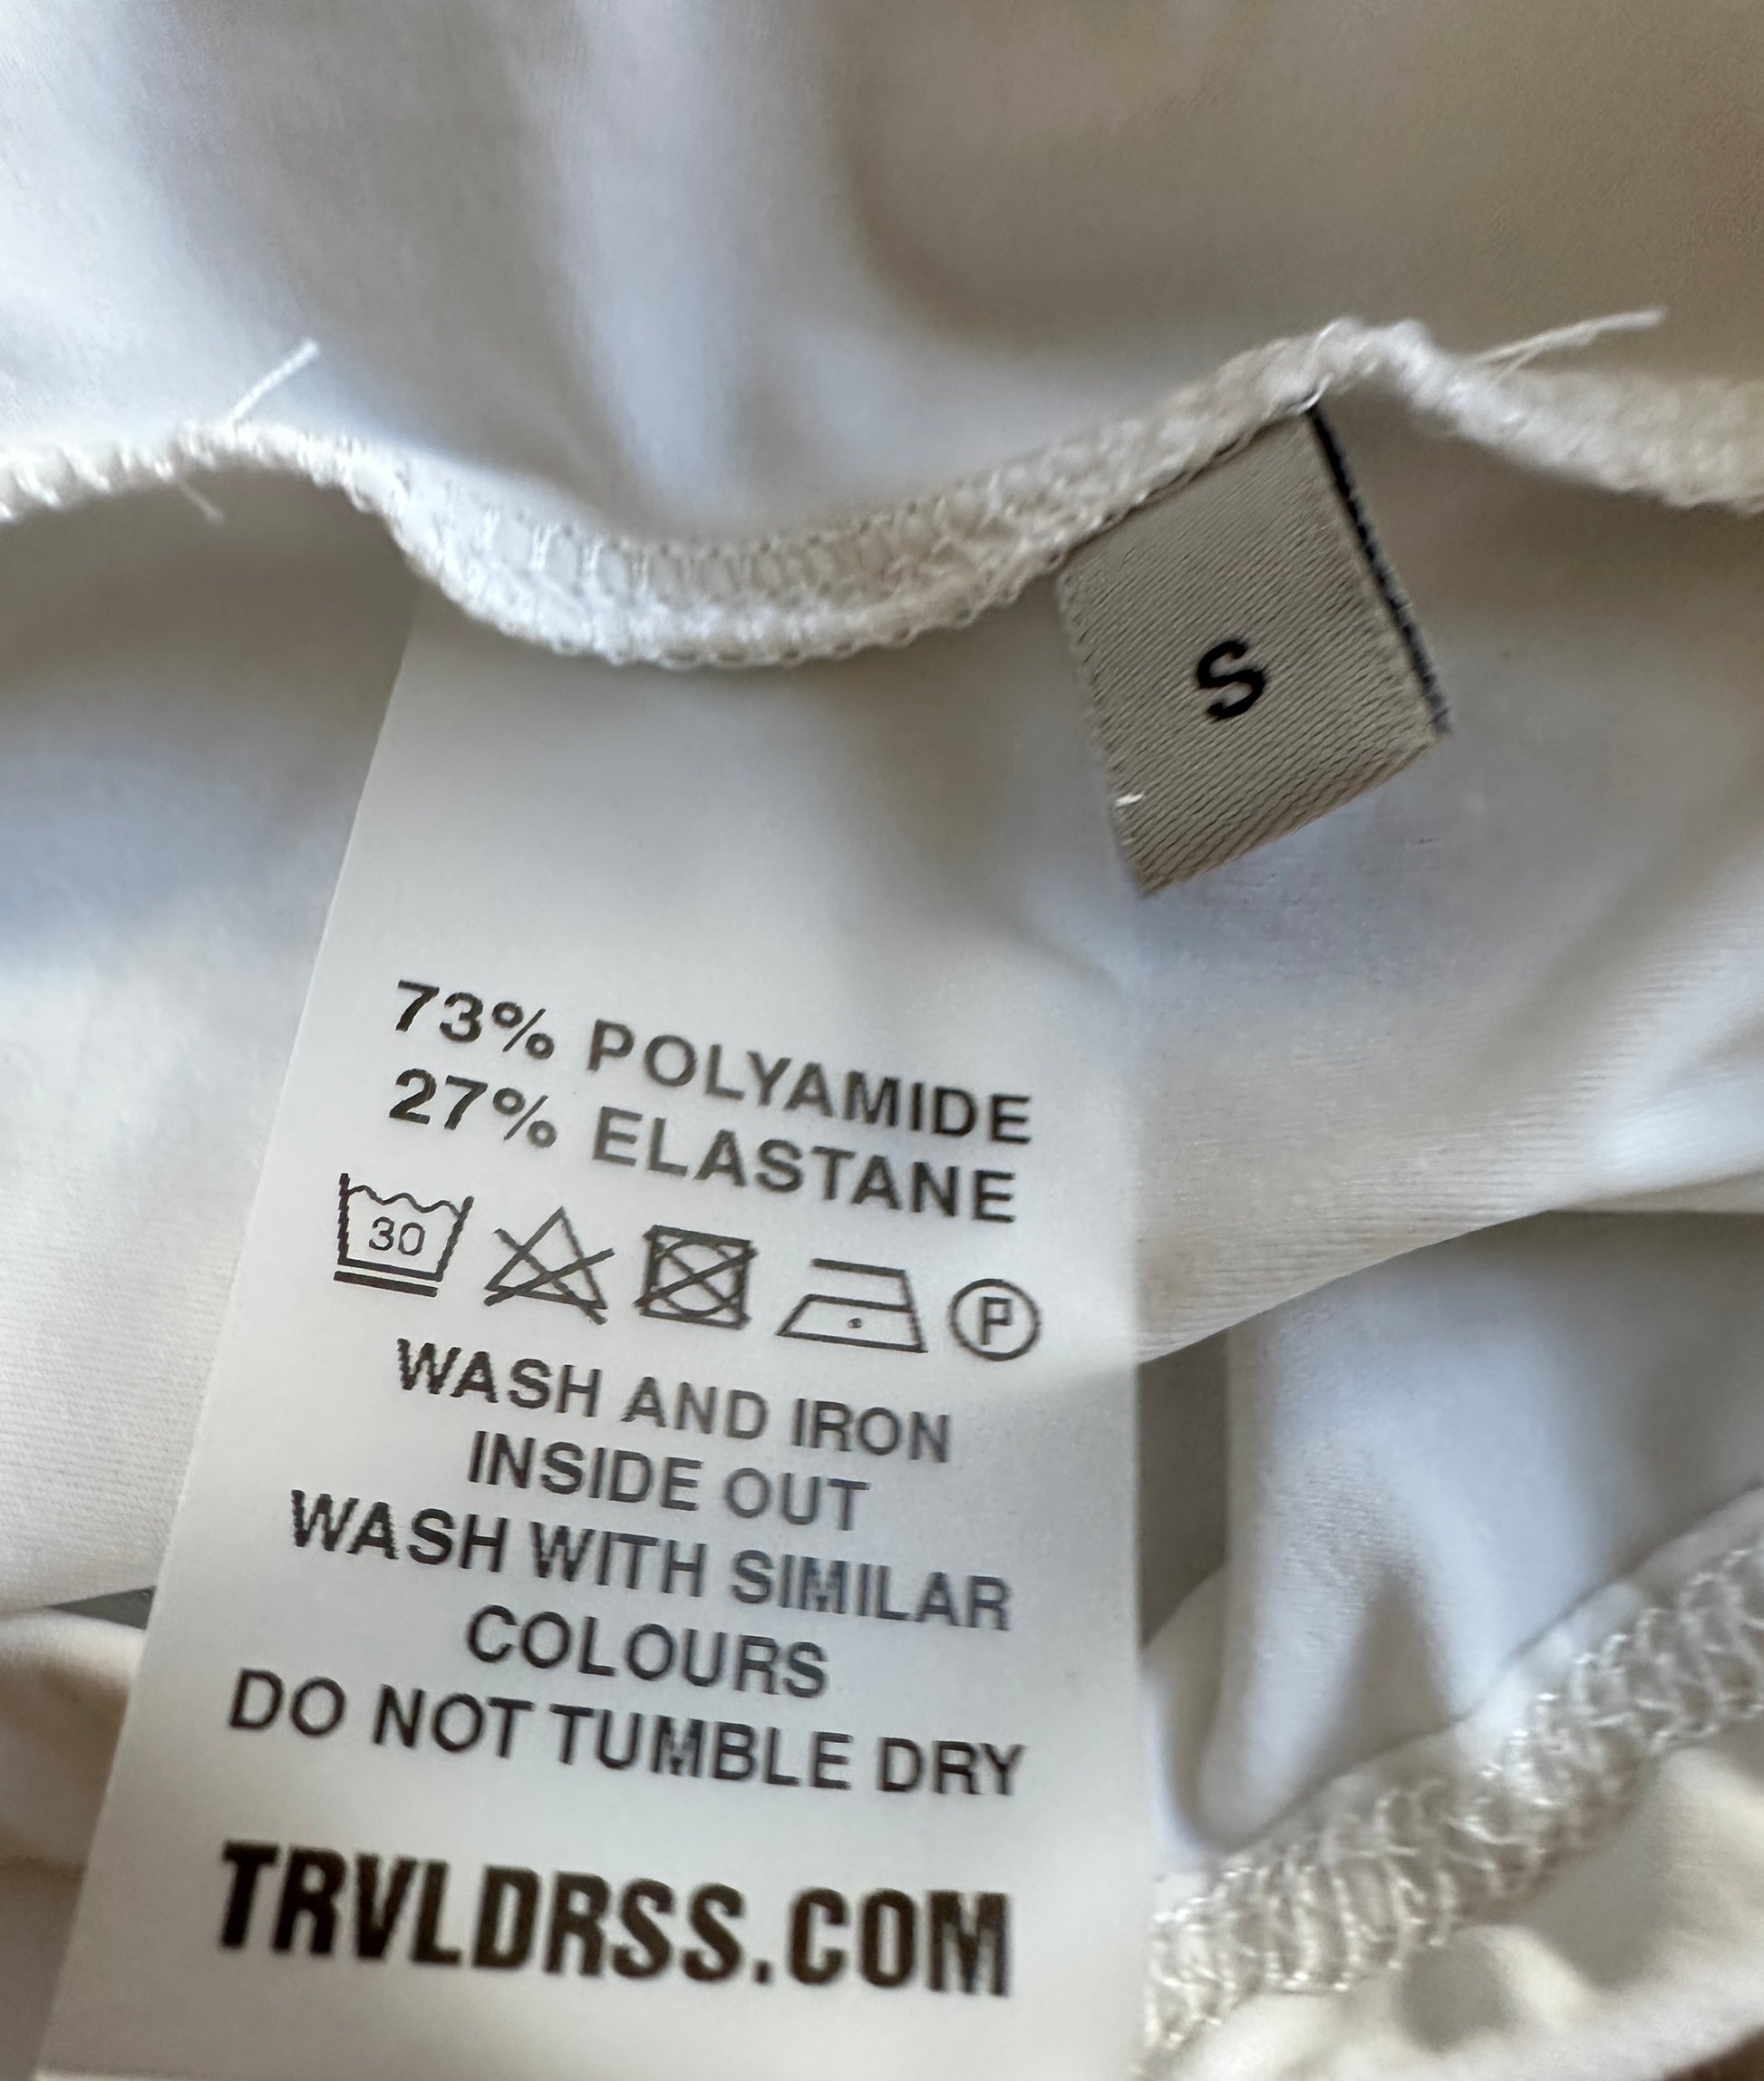 S
73% POLYAMIDE
27% ELASTANE
30 P
WASH AND IRON
INSIDE OUT
WASH WITH SIMILAR
COLOURS
DO NOT TUMBLE DRY
TRVLDRSS.COM